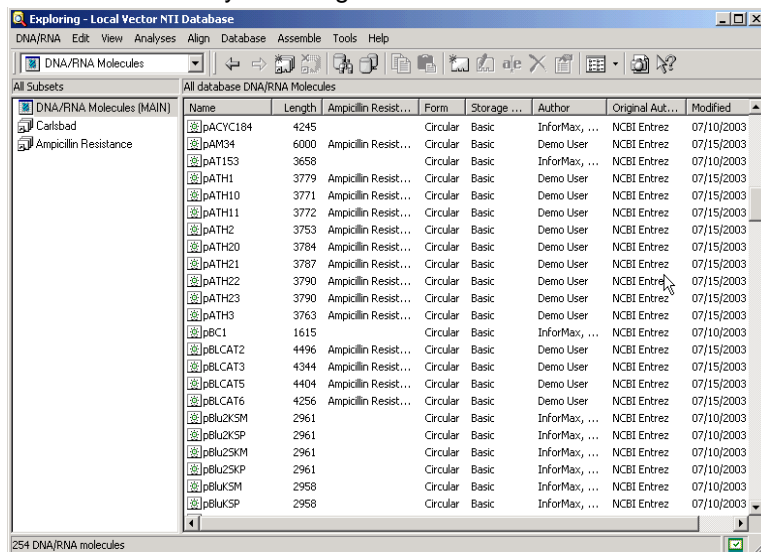 Exploring - Local Vector NTI Database
DNA/RNA Edit View Analyses Align Database Assemble Tools Help
DNA/RNA Molecules
All Subsets
All database DNA/RNA Molecules
DNA/RNA Molecules (MAIN)
Carlsbad
Ampicillin Resistance
Name Length Ampicillin Resist... Form Storage ... Author Original Aut... Modified
pACYC184 4245 Circular Basic InforMax, ... NCBI Entrez 07/10/2003
pAM34 6000 Ampicillin Resist... Circular Basic Demo User NCBI Entrez 07/15/2003
pAT153 3658 Circular Basic InforMax, ... NCBI Entrez 07/10/2003
pATH1 3779 Ampicillin Resist... Circular Basic Demo User NCBI Entrez 07/15/2003
pATH10 3771 Ampicillin Resist... Circular Basic Demo User NCBI Entrez 07/15/2003
pATH11 3772 Ampicillin Resist... Circular Basic Demo User NCBI Entrez 07/15/2003
pATH2 3753 Ampicillin Resist... Circular Basic Demo User NCBI Entrez 07/15/2003
pATH20 3784 Ampicillin Resist... Circular Basic Demo User NCBI Entrez 07/15/2003
pATH21 3787 Ampicillin Resist... Circular Basic Demo User NCBI Entrez 07/15/2003
pATH22 3790 Ampicillin Resist... Circular Basic Demo User NCBI Entrez 07/15/2003
pATH23 3790 Ampicillin Resist... Circular Basic Demo User NCBI Entrez 07/15/2003
pATH3 3763 Ampicillin Resist... Circular Basic Demo User NCBI Entrez 07/15/2003
pBC1 1615 Circular Basic InforMax, ... NCBI Entrez 07/10/2003
pBLCAT2 4496 Ampicillin Resist... Circular Basic Demo User NCBI Entrez 07/15/2003
pBLCAT3 4344 Ampicillin Resist... Circular Basic Demo User NCBI Entrez 07/15/2003
pBLCAT5 4404 Ampicillin Resist... Circular Basic Demo User NCBI Entrez 07/15/2003
pBLCAT6 4256 Ampicillin Resist... Circular Basic Demo User NCBI Entrez 07/15/2003
pBlu2KSM 2961 Circular Basic InforMax, ... NCBI Entrez 07/10/2003
pBlu2KSP 2961 Circular Basic InforMax, ... NCBI Entrez 07/10/2003
pBlu2SKM 2961 Circular Basic InforMax, ... NCBI Entrez 07/10/2003
pBlu2SKP 2961 Circular Basic InforMax, ... NCBI Entrez 07/10/2003
pBluKSM 2958 Circular Basic InforMax, ... NCBI Entrez 07/10/2003
pBluKSP 2958 Circular Basic InforMax, ... NCBI Entrez 07/10/2003
254 DNA/RNA molecules